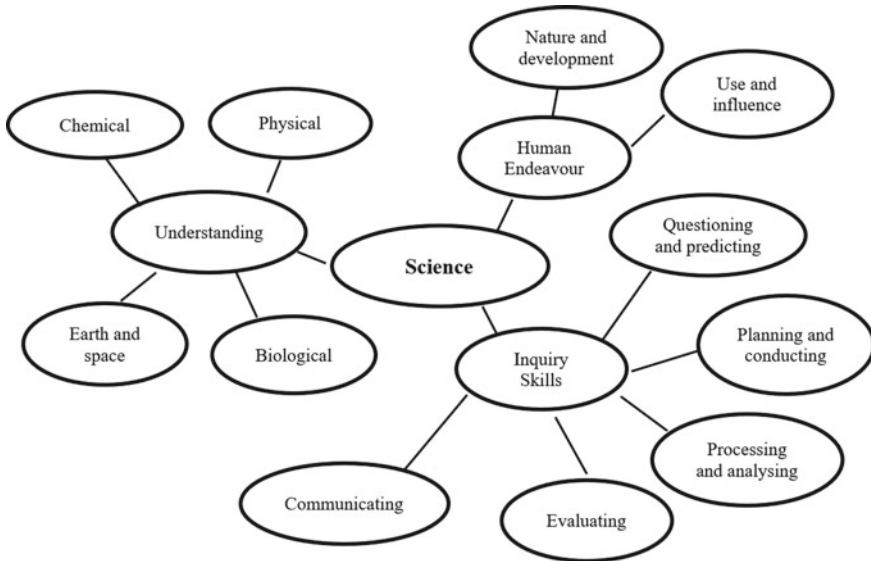 Nature and
development
Use and
influence
Chemical
Physical
Human
Endeavour
Understanding
Questioning
and predicting
Science
Earth and
space
Biological
Inquiry
Skills
Planning and
conducting
Processing
and analysing
Communicating
Evaluating